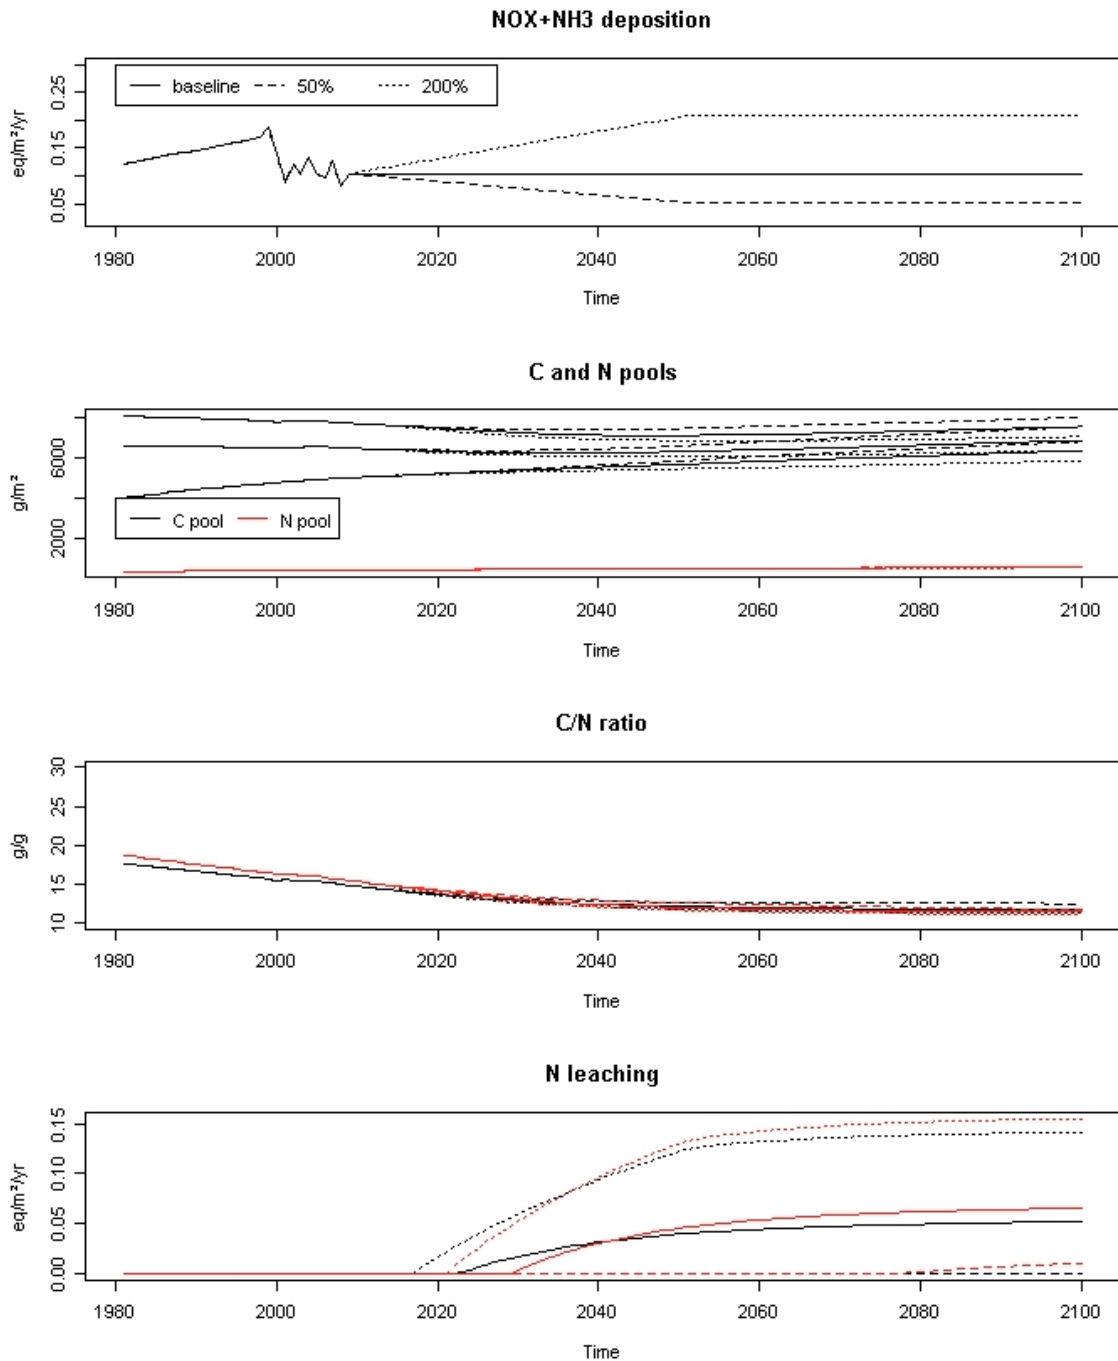 NOX+NH3 deposition
baseline 50% 200%
eq/m²/yr
0.05 0.15 0.25
1980 2000 2020 2040 2060 2080 2100
Time
C and N pools
g/m²
2000 6000
C pool N pool
1980 2000 2020 2040 2060 2080 2100
Time
C/N ratio
g/g
10 15 20 25 30
1980 2000 2020 2040 2060 2080 2100
Time
N leaching
eq/m²/yr
0.00 0.05 0.10 0.15
1980 2000 2020 2040 2060 2080 2100
Time